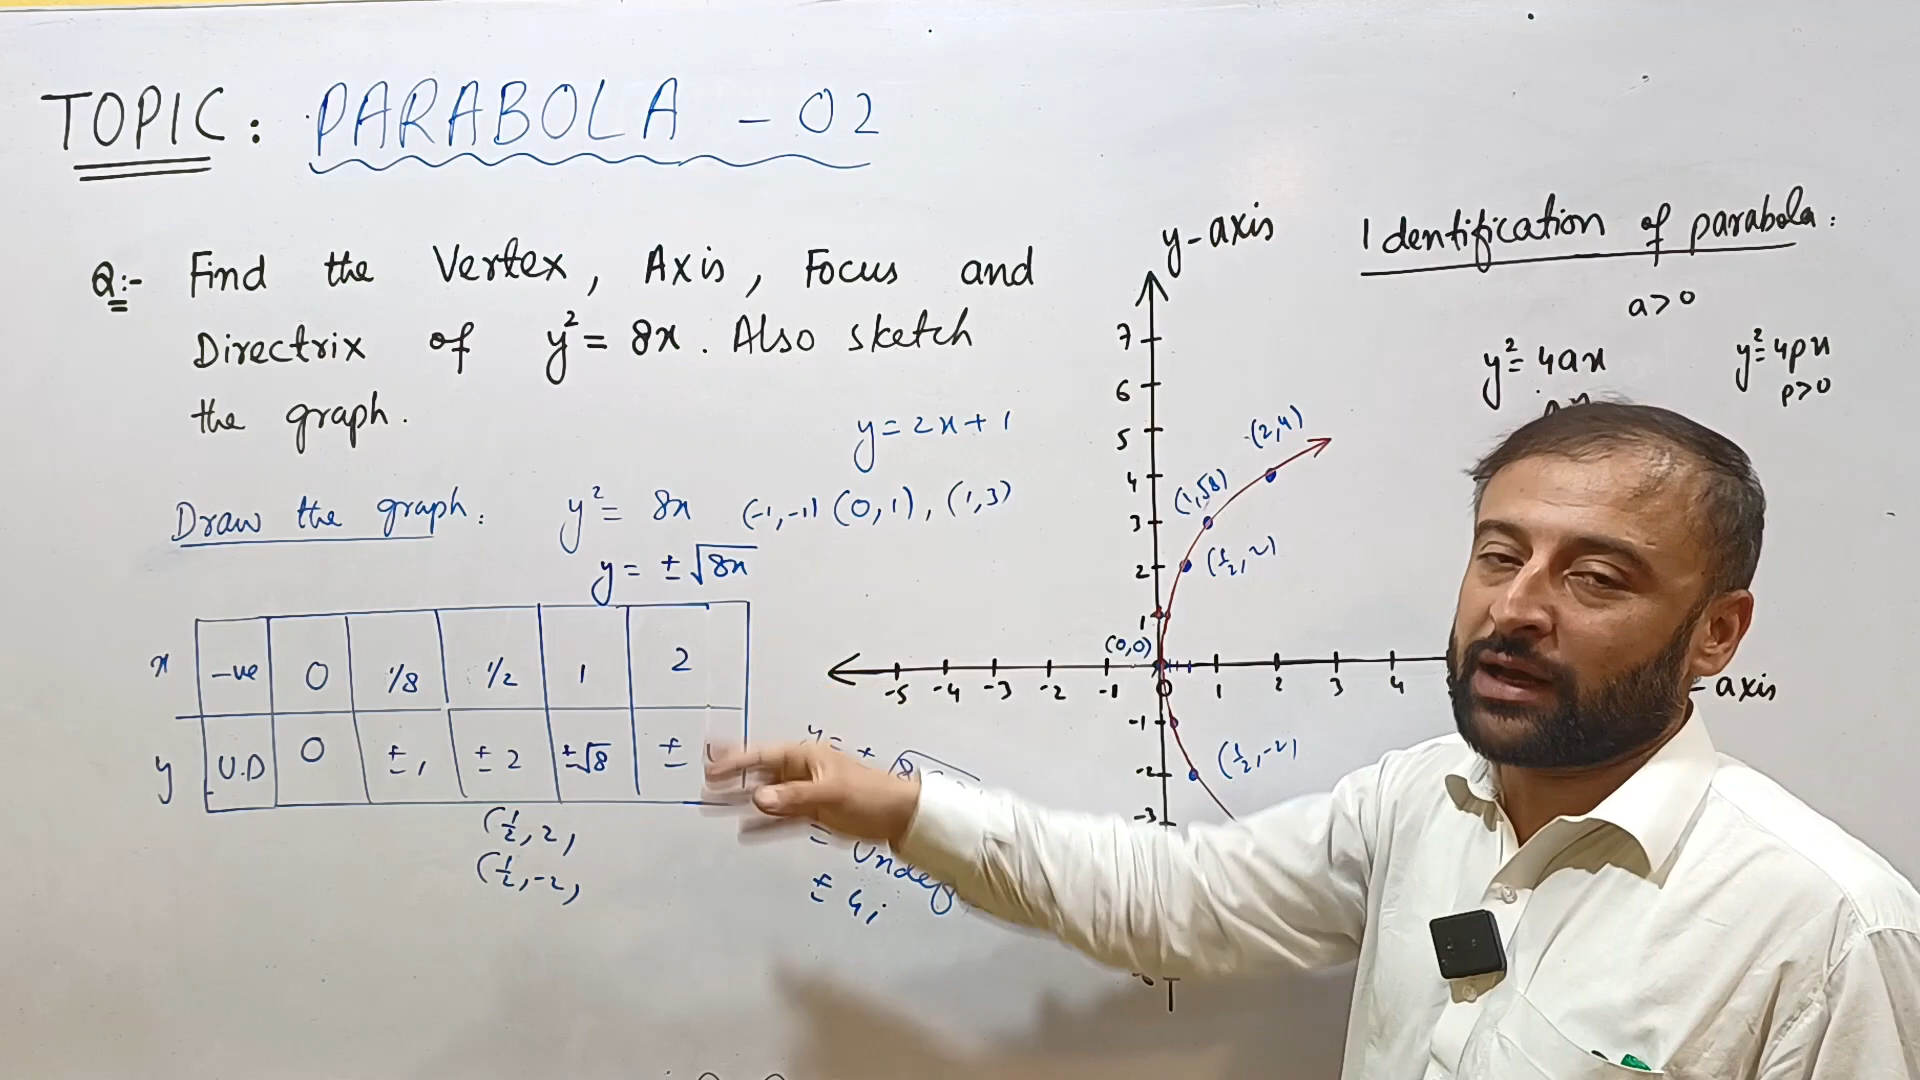 TOPIC: PARABOLA - 02
Q:- Find the Vertex, Axis, Focus and
Directrix of y² = 8x. Also sketch
the graph.
y = 2x + 1
Draw the graph: y² = 8x (-1,-1) (0,1), (1,3)
y = ±√8x
x -ve 0 1/8 1/2 1 2
y U.D 0 ±1 ±2 ±√8 ±
(1/2, 2,
(1/2, -2,
y = ±
± 4i
y-axis
7
6
5
4
3
2
1
(2,4)
(1,√8)
(1/2, 2)
(0,0)
-5 -4 -3 -2 -1 0 1 2 3 4
- axis
-1
-2
-3
(1/2, -2)
Identification of parabola:
a>0
y² = 4ax
y² = 4px
p>0